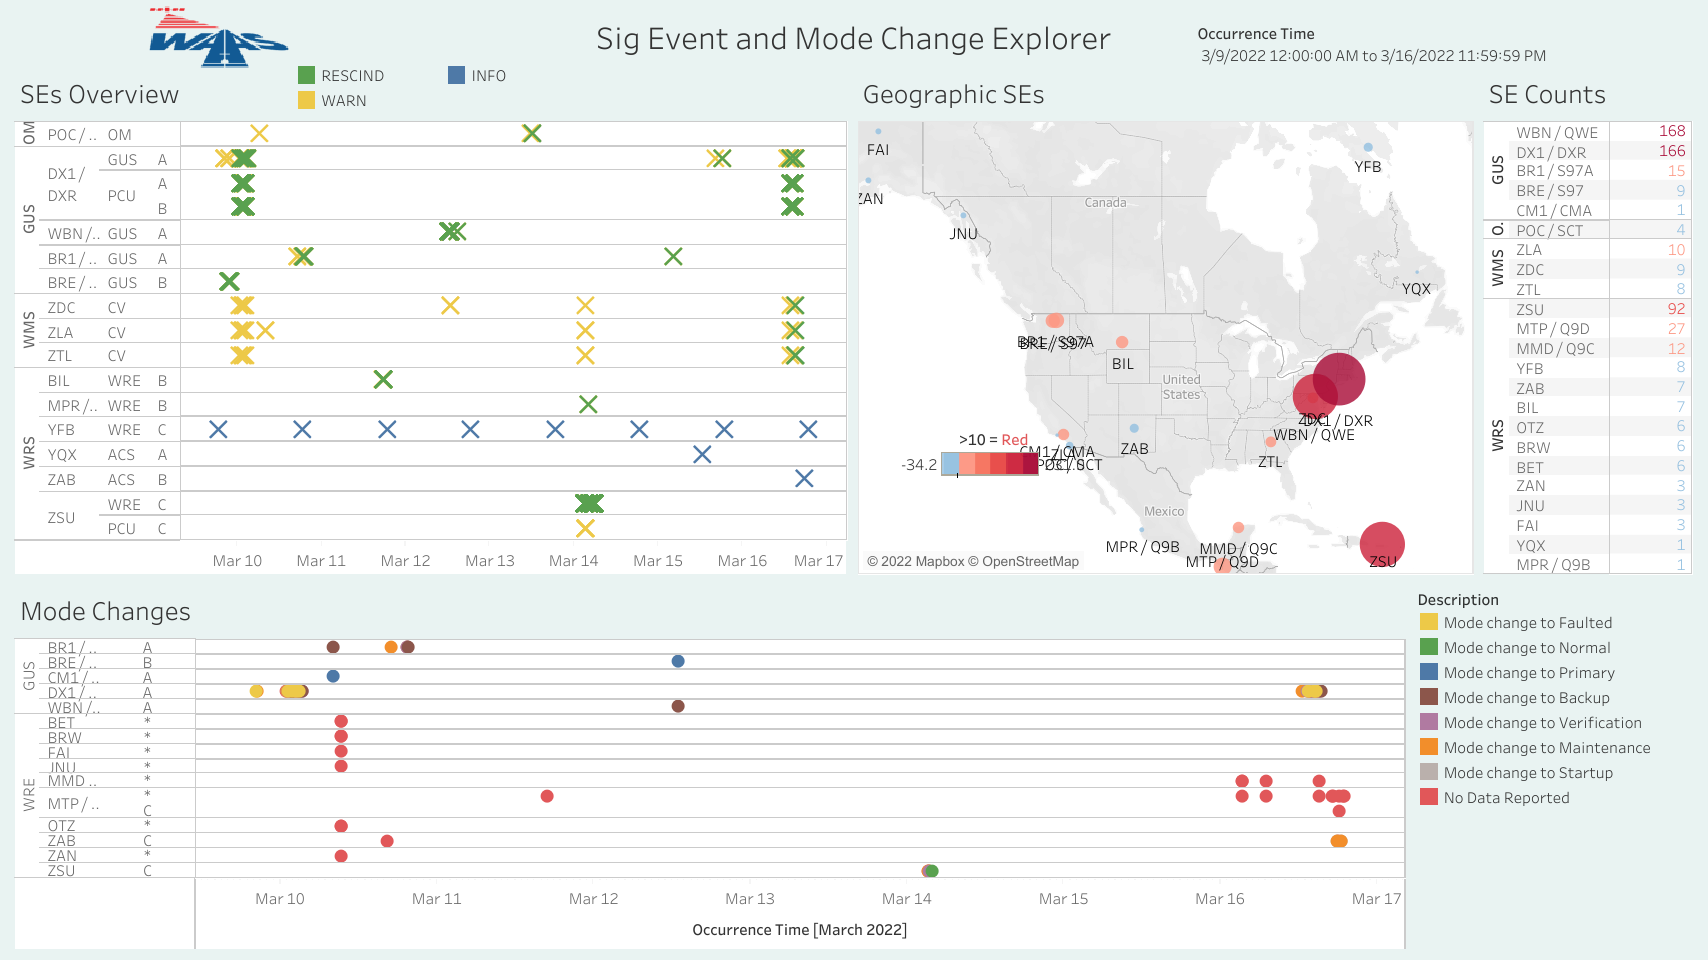 WAAS
Sig Event and Mode Change Explorer
Occurrence Time
3/9/2022 12:00:00 AM to 3/16/2022 11:59:59 PM
RESCIND
INFO
WARN
SEs Overview
OM POC / .. OM
GUS
DX1 / DXR GUS A
PCU A
B
WBN /.. GUS A
BR1 / .. GUS A
BRE / .. GUS B
WMS
ZDC CV
ZLA CV
ZTL CV
WRS
BIL WRE B
MPR /.. WRE B
YFB WRE C
YQX ACS A
ZAB ACS B
ZSU WRE C
PCU C
Mar 10 Mar 11 Mar 12 Mar 13 Mar 14 Mar 15 Mar 16 Mar 17
Geographic SEs
FAI
YFB
ZAN
Canada
JNU
YQX
BR1 / S97A
BRE / S97
BIL
United States
ZDC
DX1 / DXR
WBN / QWE
>10 = Red
ZAB
CM1 / CMA
ZLA
POC / SCT
ZTL
-34.2
Mexico
MPR / Q9B
MMD / Q9C
MTP / Q9D
ZSU
© 2022 Mapbox © OpenStreetMap
SE Counts
GUS
WBN / QWE 168
DX1 / DXR 166
BR1 / S97A 15
BRE / S97 9
CM1 / CMA 1
O. POC / SCT 4
WMS
ZLA 10
ZDC 9
ZTL 8
WRS
ZSU 92
MTP / Q9D 27
MMD / Q9C 12
YFB 8
ZAB 7
BIL 7
OTZ 6
BRW 6
BET 6
ZAN 3
JNU 3
FAI 3
YQX 1
MPR / Q9B 1
Mode Changes
GUS
BR1 / .. A
BRE / .. B
CM1 / .. A
DX1 / .. A
WBN /.. A
WRE
BET *
BRW *
FAI *
JNU *
MMD .. *
MTP / .. *
C
OTZ *
ZAB C
ZAN *
ZSU C
Mar 10 Mar 11 Mar 12 Mar 13 Mar 14 Mar 15 Mar 16 Mar 17
Occurrence Time [March 2022]
Description
Mode change to Faulted
Mode change to Normal
Mode change to Primary
Mode change to Backup
Mode change to Verification
Mode change to Maintenance
Mode change to Startup
No Data Reported